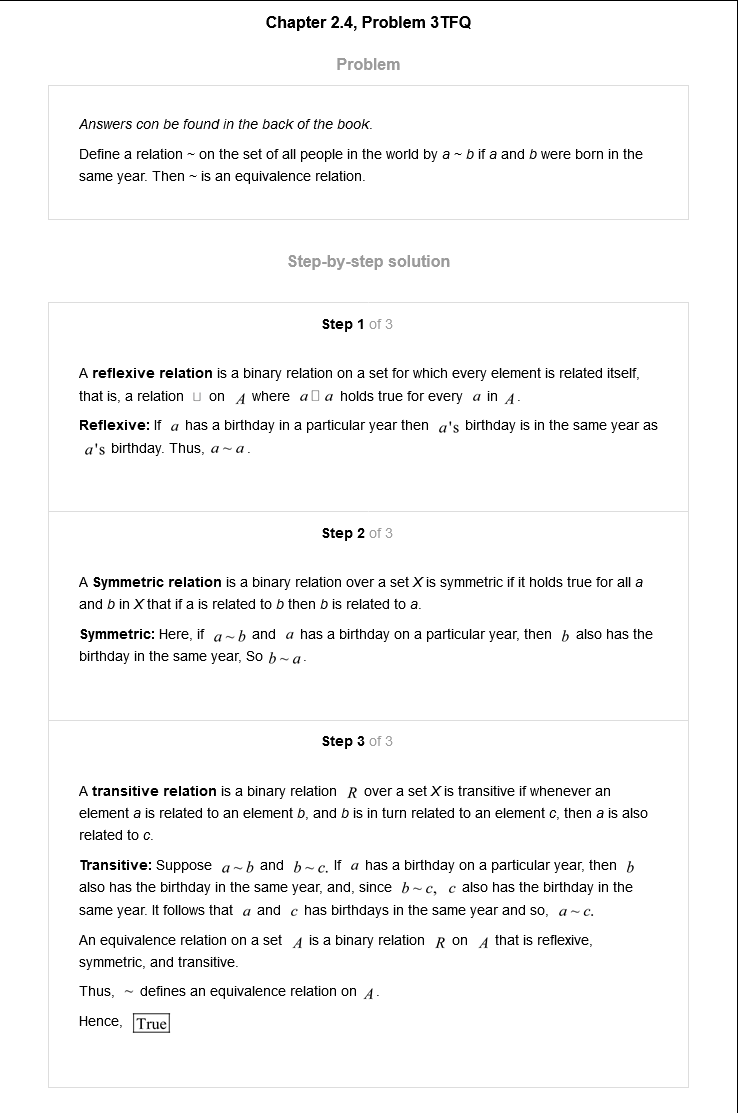 Chapter 2.4, Problem 3TFQ
Problem
Answers can be found in the back of the book.
Define a relation ~ on the set of all people in the world by a ~ b if a and b were born in the
same year. Then ~ is an equivalence relation.
Step-by-step solution
Step 1 of 3
A reflexive relation is a binary relation on a set for which every element is related itself,
that is, a relation ⊔ on A where a□ a holds true for every a in A.
Reflexive: If a has a birthday in a particular year then a's birthday is in the same year as
a's birthday. Thus, a ~ a.
Step 2 of 3
A Symmetric relation is a binary relation over a set X is symmetric if it holds true for all a
and b in X that if a is related to b then b is related to a.
Symmetric: Here, if a ~ b and a has a birthday on a particular year, then b also has the
birthday in the same year, So b ~ a.
Step 3 of 3
A transitive relation is a binary relation R over a set X is transitive if whenever an
element a is related to an element b, and b is in turn related to an element c, then a is also
related to c.
Transitive: Suppose a ~ b and b ~ c. If a has a birthday on a particular year, then b
also has the birthday in the same year, and, since b ~ c, c also has the birthday in the
same year. It follows that a and c has birthdays in the same year and so, a ~ c.
An equivalence relation on a set A is a binary relation R on A that is reflexive,
symmetric, and transitive.
Thus, ~ defines an equivalence relation on A.
Hence, True